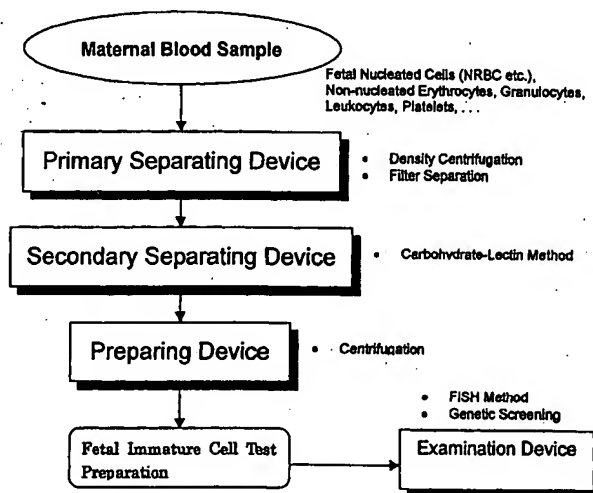 Maternal Blood Sample
Fetal Nucleated Cells (NRBC etc.),
Non-nucleated Erythrocytes, Granulocytes,
Leukocytes, Platelets, . . .
Primary Separating Device
• Density Centrifugation
• Filter Separation
Secondary Separating Device
• Carbohydrate-Lectin Method
Preparing Device
• Centrifugation
• FISH Method
• Genetic Screening
Fetal Immature Cell Test
Preparation
Examination Device